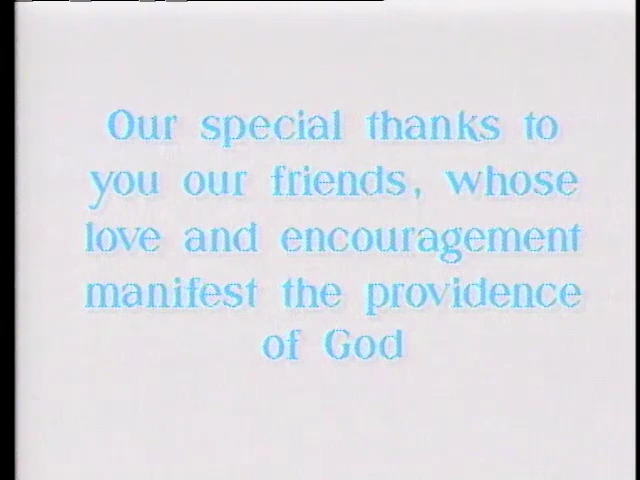 Our special thanks to
you our friends, whose
love and encouragement
manifest the providence
of God